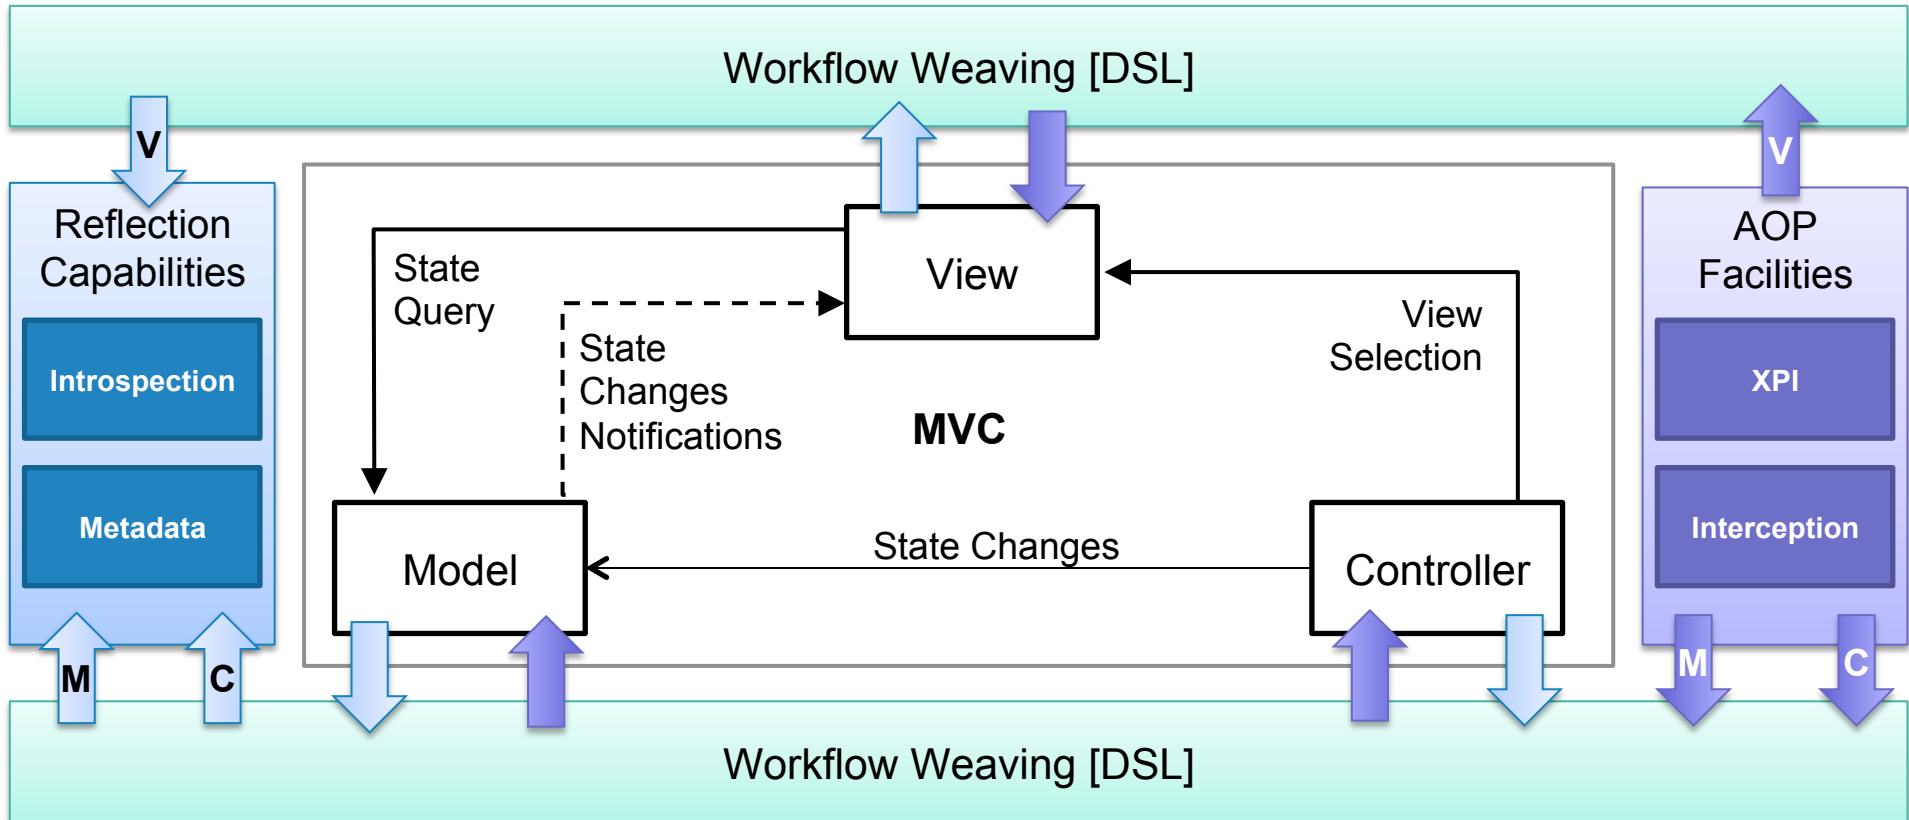 Workflow Weaving [DSL]
V
V
Reflection
Capabilities
Introspection
Metadata
M
C
State
Query
View
State
Changes
Notifications
View
Selection
MVC
Model
State Changes
Controller
AOP
Facilities
XPI
Interception
M
C
Workflow Weaving [DSL]